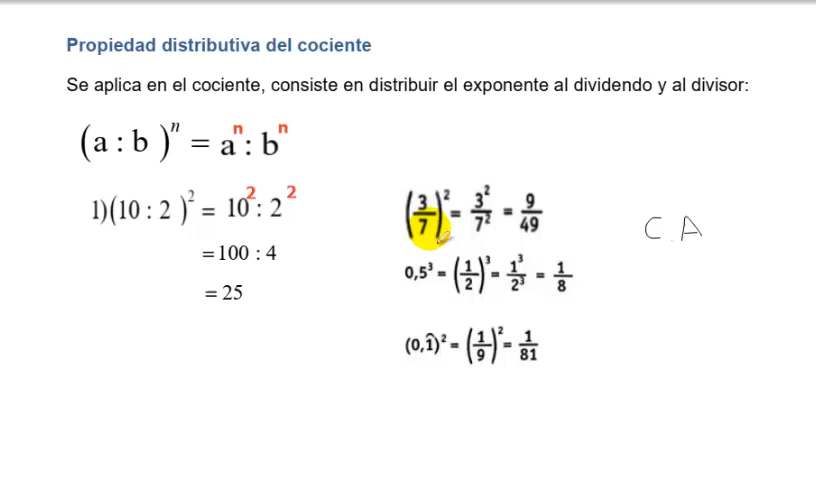 Propiedad distributiva del cociente
Se aplica en el cociente, consiste en distribuir el exponente al dividendo y al divisor:
(a : b)ⁿ = aⁿ : bⁿ
1)(10 : 2)² = 10² : 2²
= 100 : 4
= 25
(3/7)² = 3²/7² = 9/49
0,5³ = (1/2)³ = 1³/2³ = 1/8
(0,1̂)² = (1/9)² = 1/81
C.A